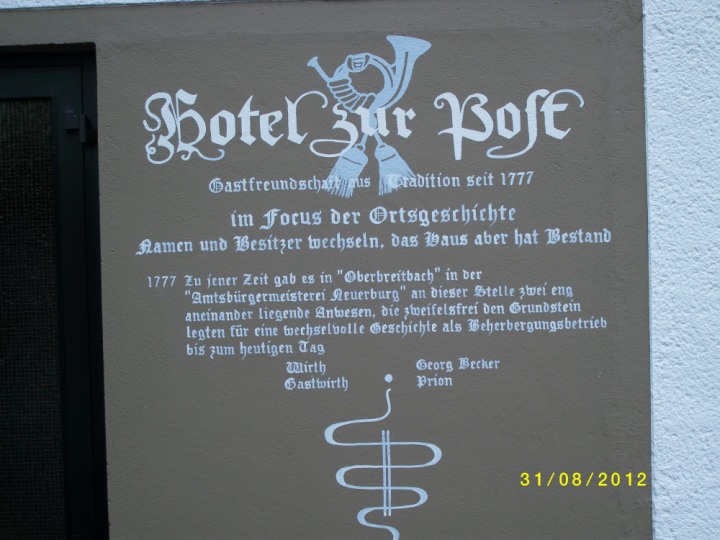 Hotel zur Post
Gastfreundschaft aus Tradition seit 1777
im Focus der Ortsgeschichte
Namen und Besitzer wechseln, das Haus aber hat Bestand
1777 Zu jener Zeit gab es in "Oberbreitbach" in der
"Amtsbürgermeisterei Neuerburg" an dieser Stelle zwei eng
aneinander liegende Anwesen, die zweifelsfrei den Grundstein
legten für eine wechselvolle Geschichte als Beherbergungsbetrieb
bis zum heutigen Tag
Wirth Georg Becker
Gastwirth Prion
31/08/2012